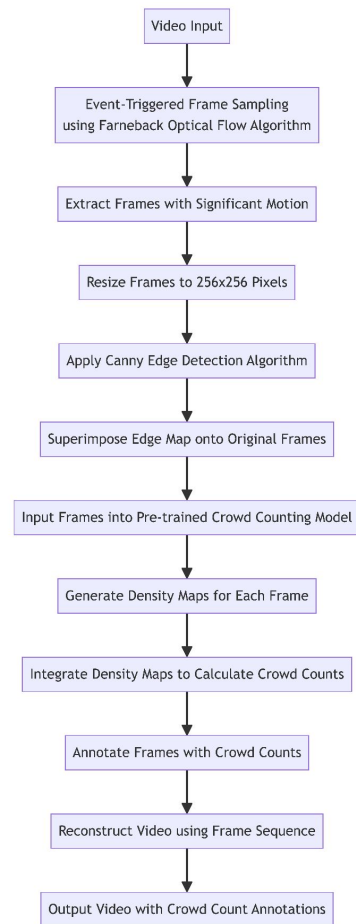 Video Input
Event-Triggered Frame Sampling
using Farneback Optical Flow Algorithm
Extract Frames with Significant Motion
Resize Frames to 256x256 Pixels
Apply Canny Edge Detection Algorithm
Superimpose Edge Map onto Original Frames
Input Frames into Pre-trained Crowd Counting Model
Generate Density Maps for Each Frame
Integrate Density Maps to Calculate Crowd Counts
Annotate Frames with Crowd Counts
Reconstruct Video using Frame Sequence
Output Video with Crowd Count Annotations